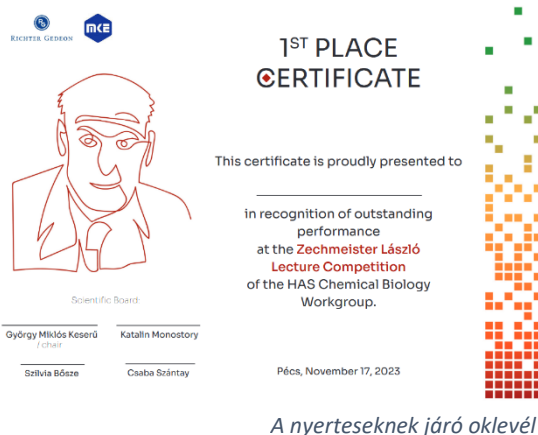 RICHTER GEDEON
MKE
1ST PLACE
CERTIFICATE
This certificate is proudly presented to
in recognition of outstanding
performance
at the Zechmeister László
Lecture Competition
of the HAS Chemical Biology
Workgroup.
Scientific Board:
György Miklós Keserű
/ chair
Katalin Monostory
Szilvia Bősze
Csaba Szántay
Pécs, November 17, 2023
A nyerteseknek járó oklevél